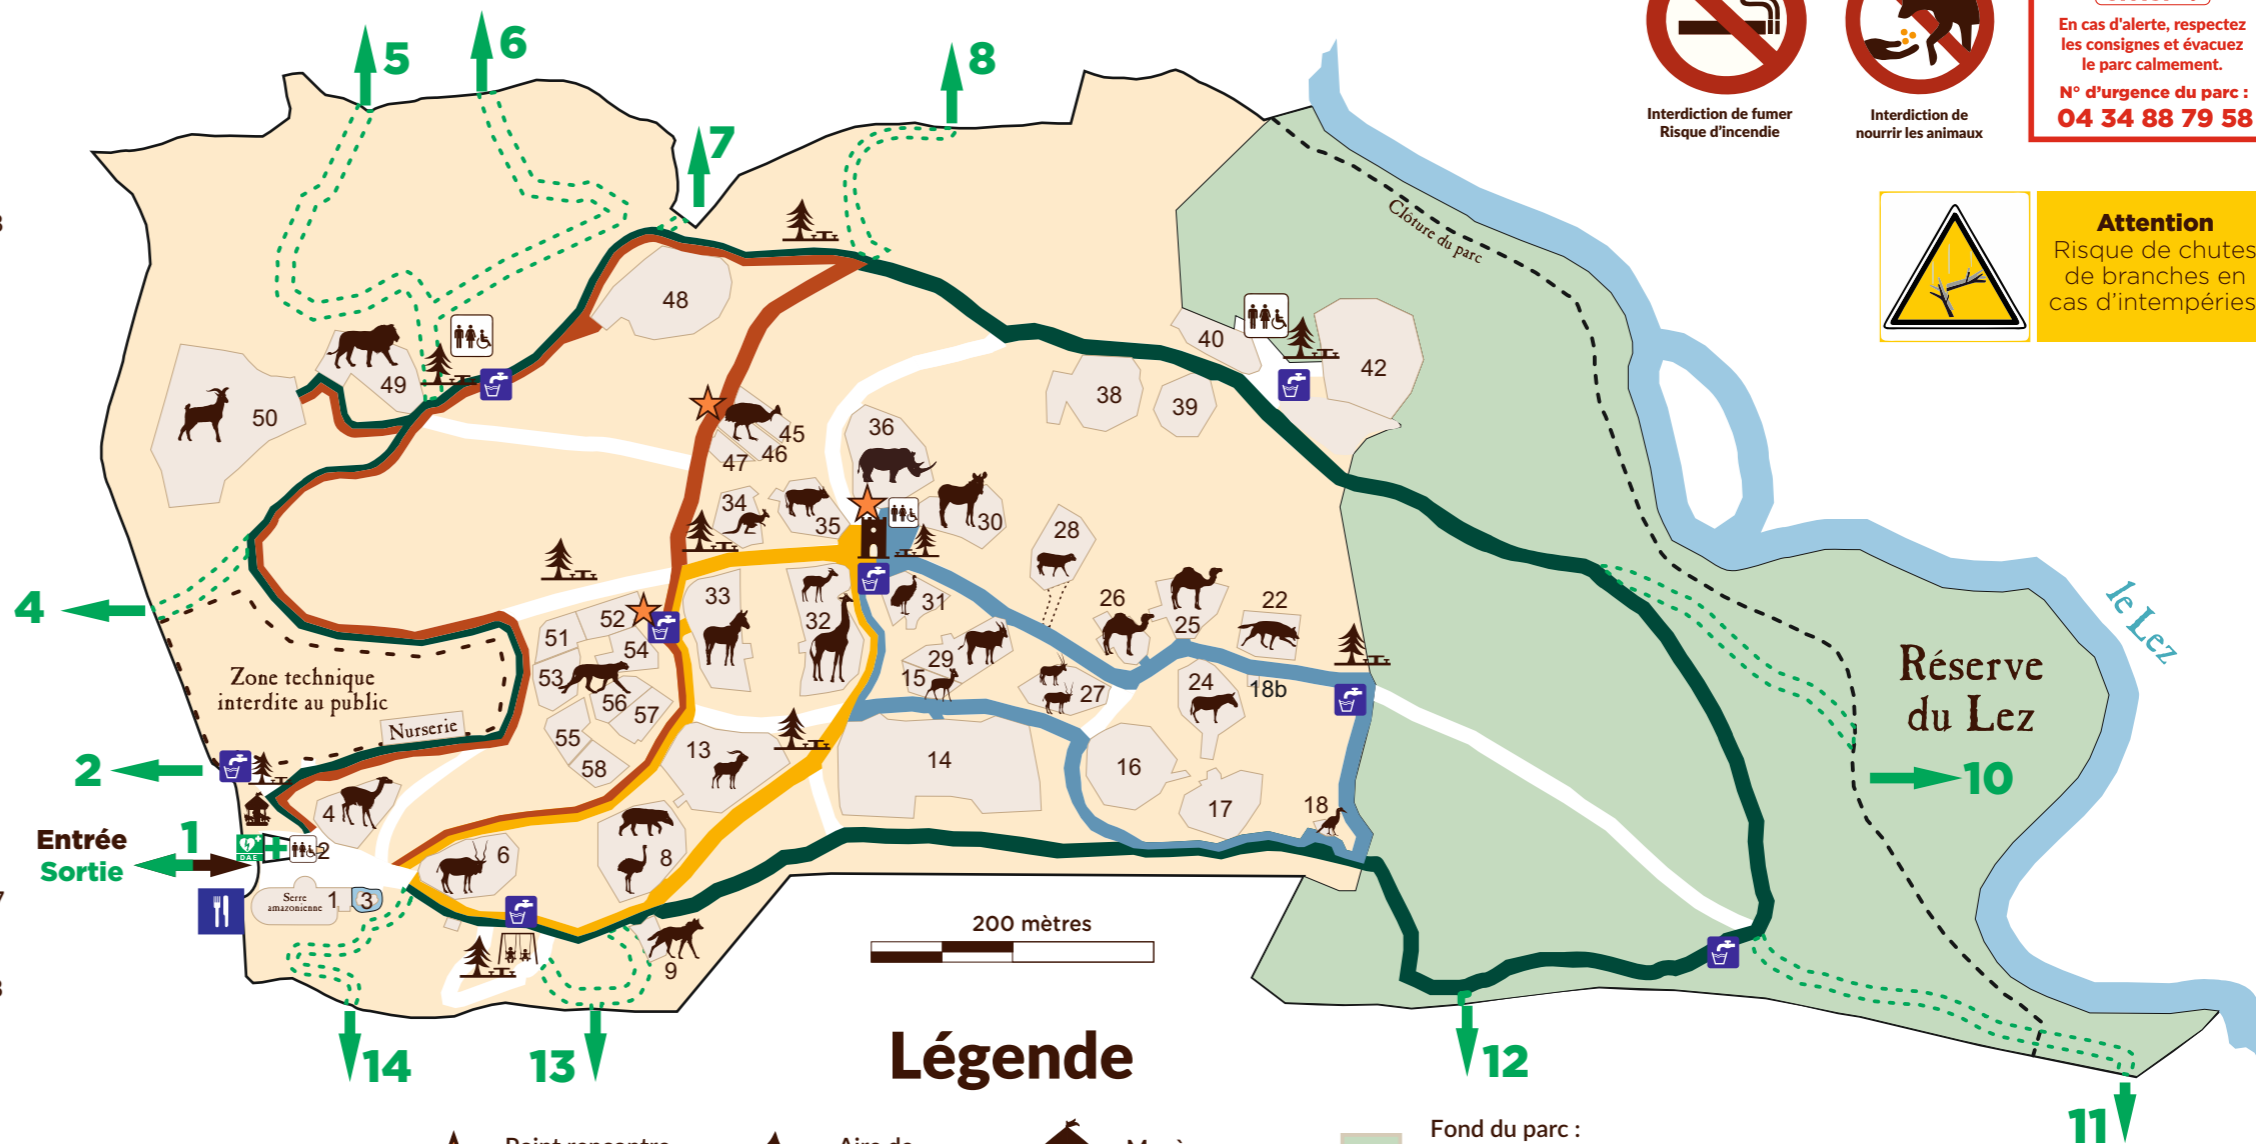 5
6
7
8
Interdiction de fumer
Risque d'incendie
Interdiction de
nourrir les animaux
En cas d'alerte, respectez
les consignes et évacuez
le parc calmement.
N° d'urgence du parc :
04 34 88 79 58
Attention
Risque de chutes
de branches en
cas d'intempéries
Clôture du parc
48
40
42
49
50
38
39
36
45
46
47
34
35
30
28
4
33
32
31
26
25
22
le Lez
51
52
54
53
56
57
55
58
29
15
27
24
18b
Réserve
du Lez
Zone technique
interdite au public
Nurserie
13
14
16
17
18
2
10
4
Entrée
Sortie
1
2
6
8
Serre
amazonienne
1
3
9
200 mètres
14
13
12
11
Légende
Point rencontre
Aire de
Fond du parc :